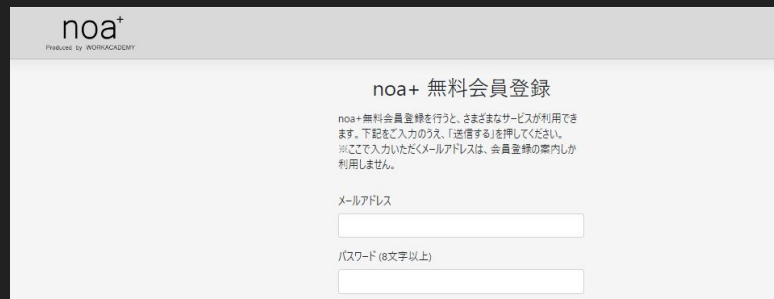 noa+
Produced by WORKACADEMY
noa+ 無料会員登録
noa+無料会員登録を行うと、さまざまなサービスが利用でき
ます。下記をご入力のうえ、「送信する」を押してください。
※ここで入力いただくメールアドレスは、会員登録の案内しか
利用しません。
メールアドレス
パスワード (8文字以上)